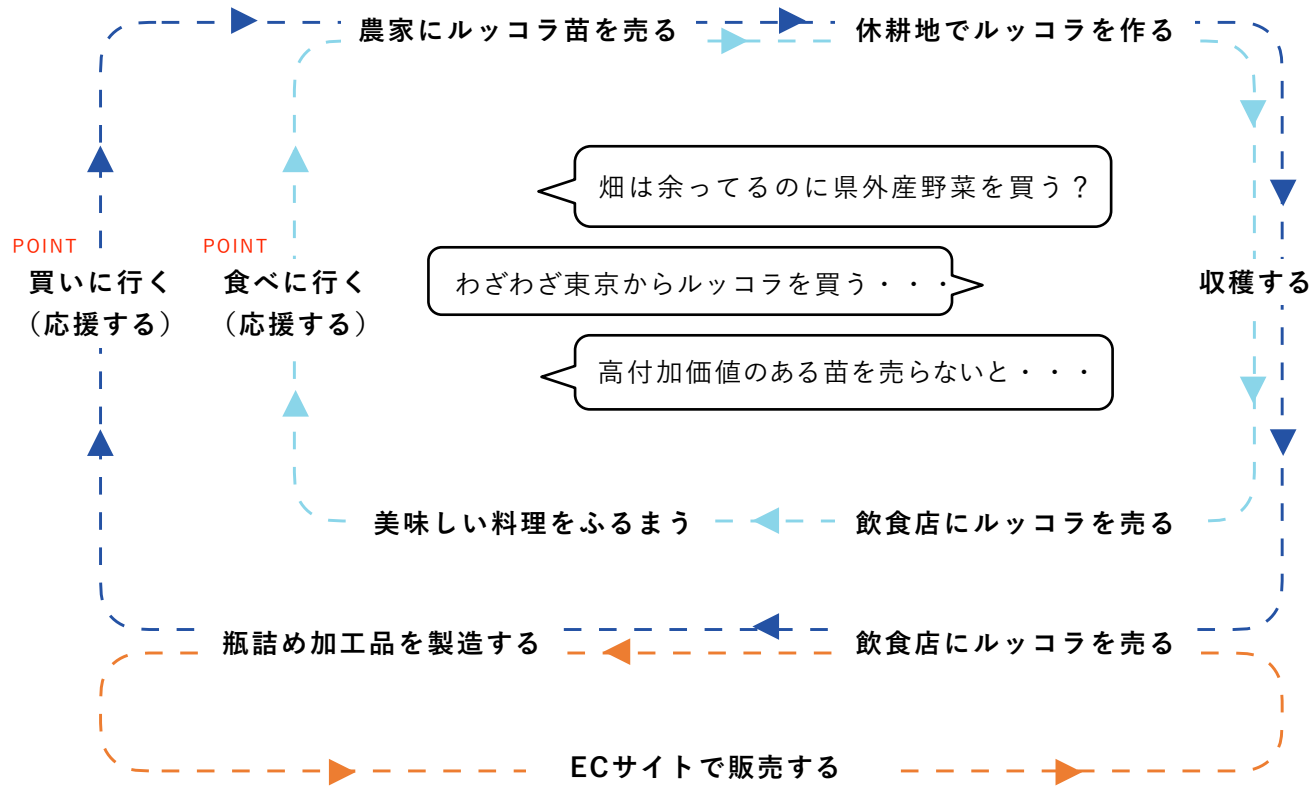 農家にルッコラ苗を売る
休耕地でルッコラを作る
畑は余ってるのに県外産野菜を買う？
POINT
買いに行く
（応援する）
POINT
食べに行く
（応援する）
わざわざ東京からルッコラを買う・・・
収穫する
高付加価値のある苗を売らないと・・・
美味しい料理をふるまう
飲食店にルッコラを売る
瓶詰め加工品を製造する
飲食店にルッコラを売る
ECサイトで販売する